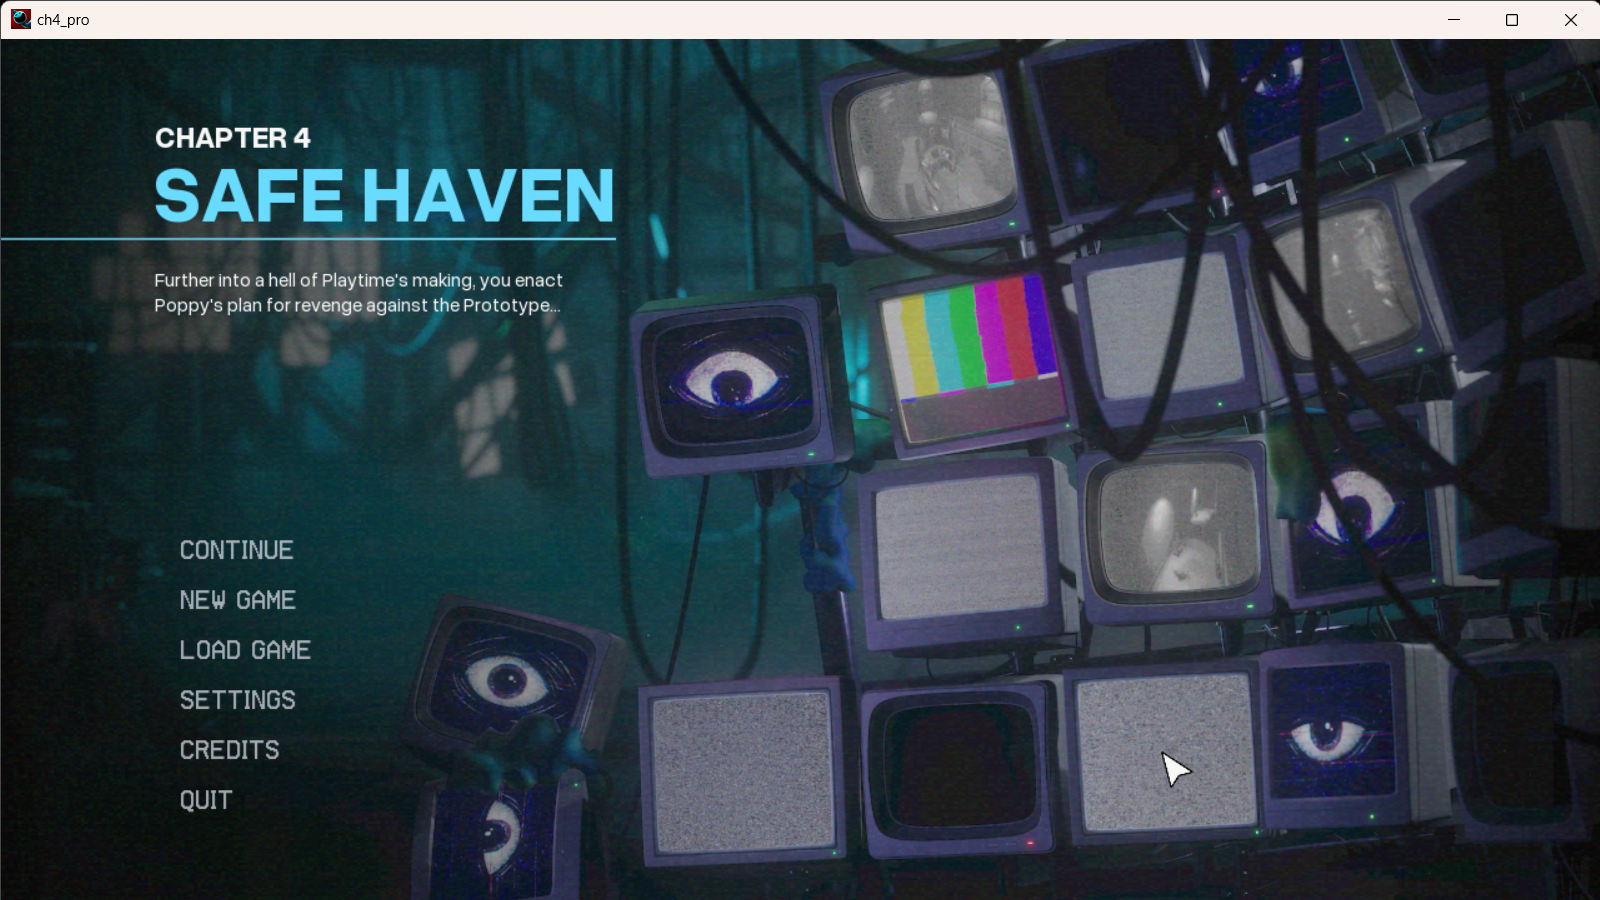 ch4_pro
CHAPTER 4
SAFE HAVEN
Further into a hell of Playtime's making, you enact
Poppy's plan for revenge against the Prototype...
CONTINUE
NEW GAME
LOAD GAME
SETTINGS
CREDITS
QUIT